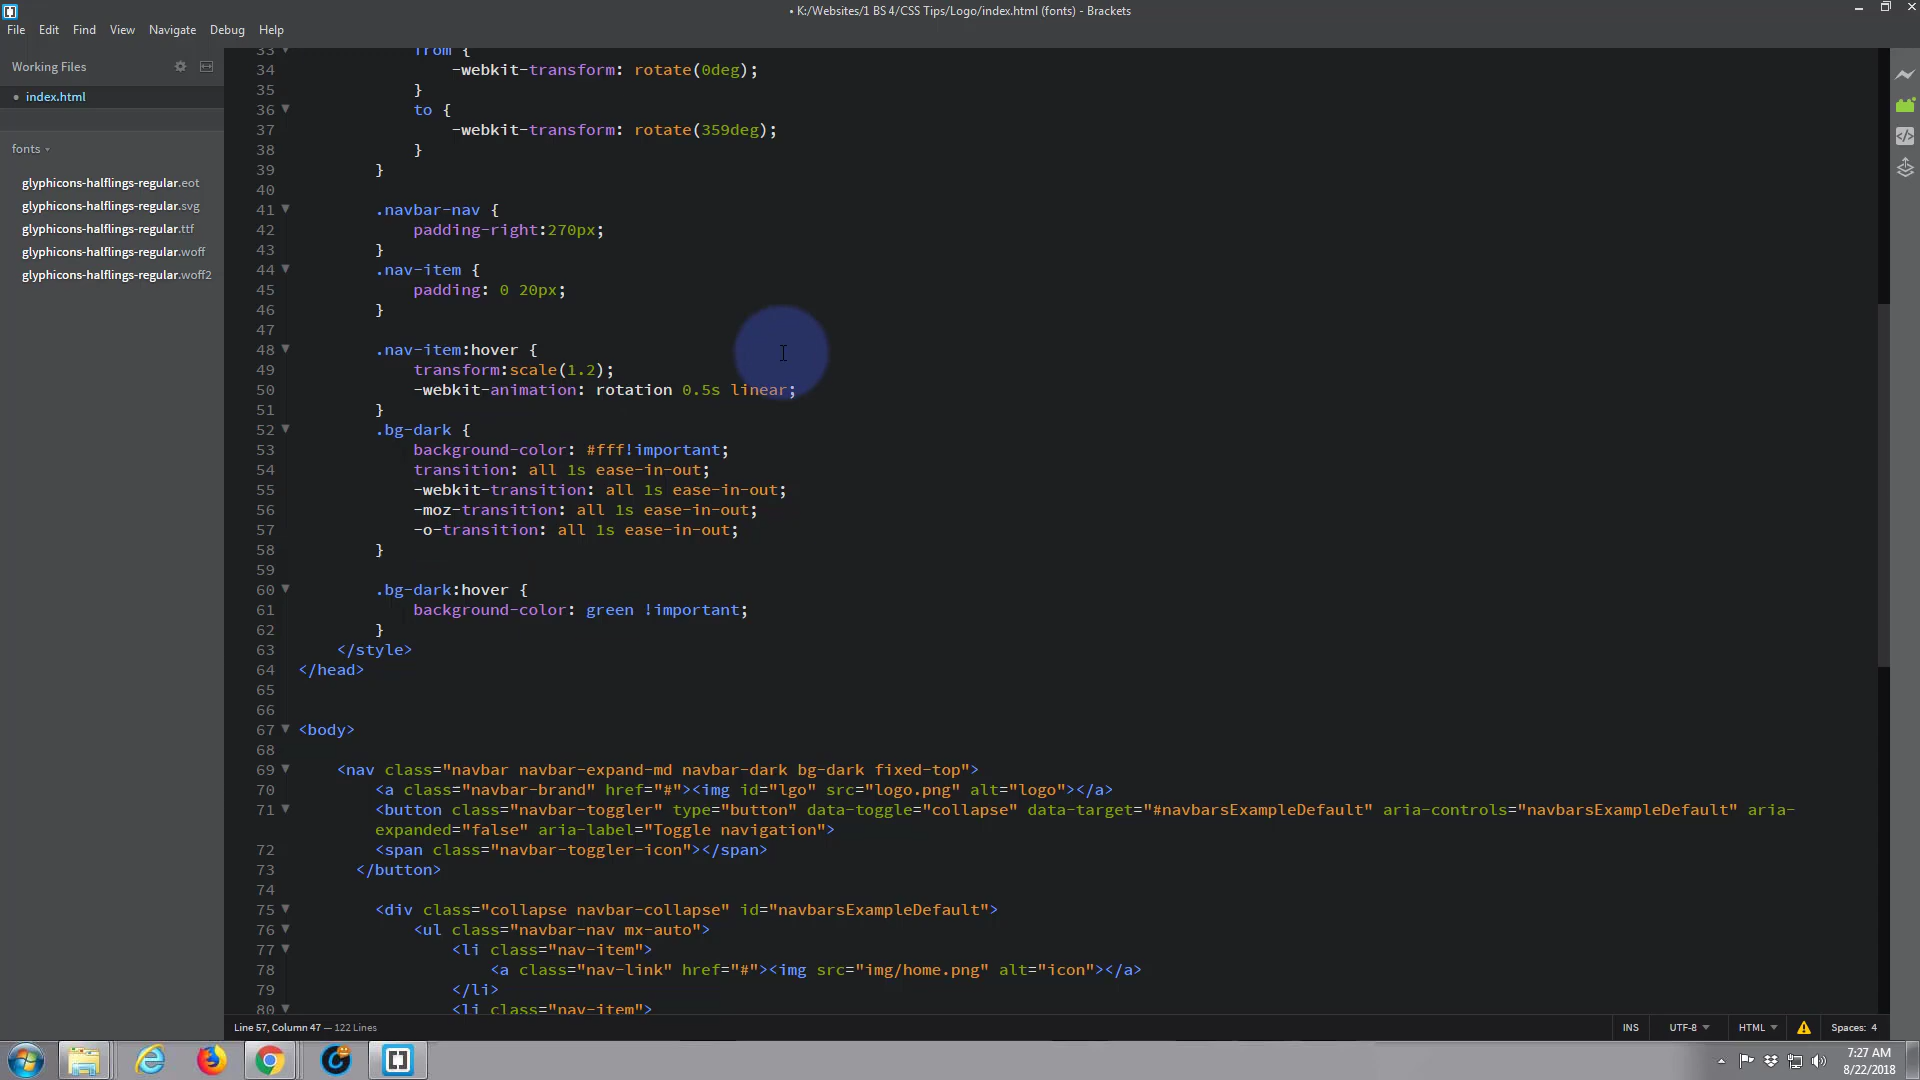 • K:/Websites/1 BS 4/CSS Tips/Logo/index.html (fonts) - Brackets
File Edit Find View Navigate Debug Help
Working Files
• index.html
fonts
glyphicons-halflings-regular.eot
glyphicons-halflings-regular.svg
glyphicons-halflings-regular.ttf
glyphicons-halflings-regular.woff
glyphicons-halflings-regular.woff2
33 from {
34 -webkit-transform: rotate(0deg);
35 }
36 to {
37 -webkit-transform: rotate(359deg);
38 }
39 }
40
41 .navbar-nav {
42 padding-right:270px;
43 }
44 .nav-item {
45 padding: 0 20px;
46 }
47
48 .nav-item:hover {
49 transform:scale(1.2);
50 -webkit-animation: rotation 0.5s linear;
51 }
52 .bg-dark {
53 background-color: #fff!important;
54 transition: all 1s ease-in-out;
55 -webkit-transition: all 1s ease-in-out;
56 -moz-transition: all 1s ease-in-out;
57 -o-transition: all 1s ease-in-out;
58 }
59
60 .bg-dark:hover {
61 background-color: green !important;
62 }
63 </style>
64 </head>
65
66
67 <body>
68
69 <nav class="navbar navbar-expand-md navbar-dark bg-dark fixed-top">
70 <a class="navbar-brand" href="#"><img id="lgo" src="logo.png" alt="logo"></a>
71 <button class="navbar-toggler" type="button" data-toggle="collapse" data-target="#navbarsExampleDefault" aria-controls="navbarsExampleDefault" aria-
expanded="false" aria-label="Toggle navigation">
72 <span class="navbar-toggler-icon"></span>
73 </button>
74
75 <div class="collapse navbar-collapse" id="navbarsExampleDefault">
76 <ul class="navbar-nav mx-auto">
77 <li class="nav-item">
78 <a class="nav-link" href="#"><img src="img/home.png" alt="icon"></a>
79 </li>
80 <li class="nav-item">
Line 57, Column 47 — 122 Lines
INS UTF-8 HTML Spaces: 4
7:27 AM
8/22/2018